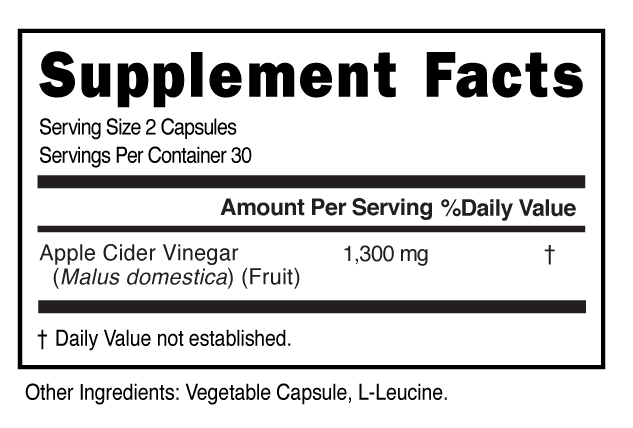 Supplement Facts
Serving Size 2 Capsules
Servings Per Container 30
Amount Per Serving %Daily Value
Apple Cider Vinegar 1,300 mg †
(Malus domestica) (Fruit)
† Daily Value not established.
Other Ingredients: Vegetable Capsule, L-Leucine.